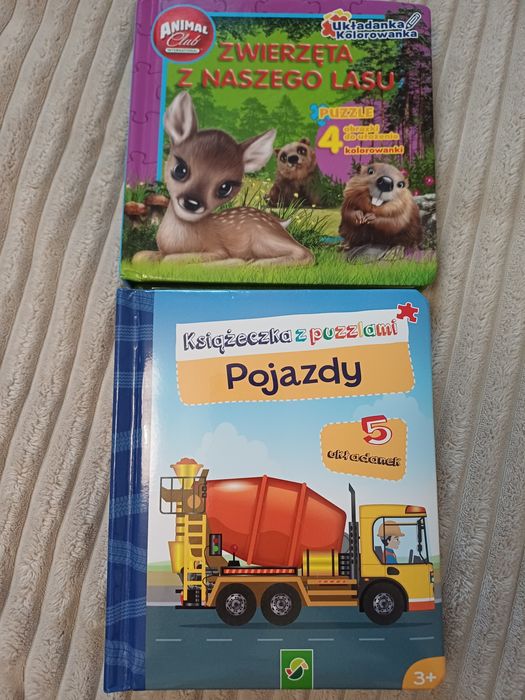 ANIMAL
Club
INTERNATIONAL
Układanka
Kolorowanka
ZWIERZĘTA
Z NASZEGO LASU
PUZZLE
4 obrazki
do ułożenia
+ kolorowanki
Książeczka z puzzlami
Pojazdy
5
układanek
3+